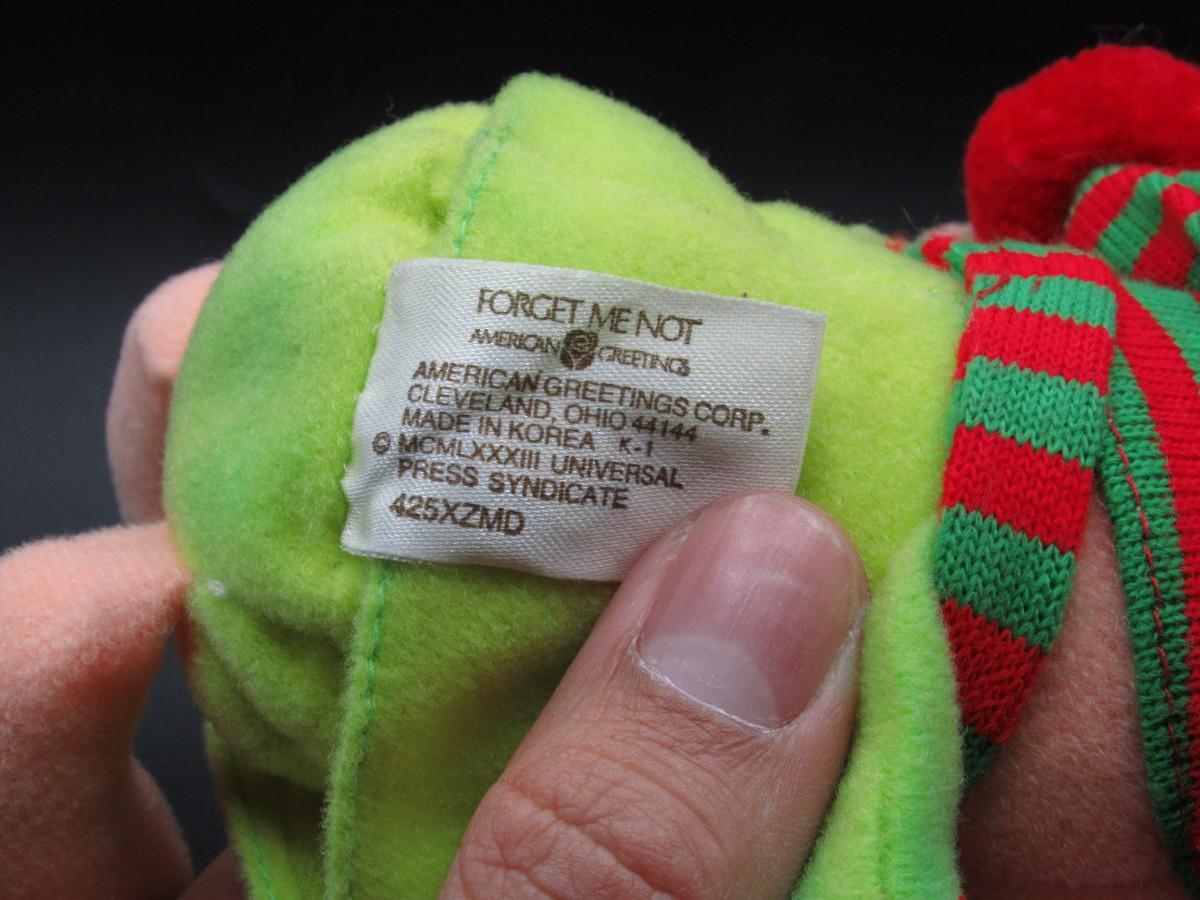 FORGET ME NOT
AMERICAN GREETINGS
AMERICAN GREETINGS CORP.
CLEVELAND, OHIO 44144
MADE IN KOREA K-1
© MCMLXXXIII UNIVERSAL
PRESS SYNDICATE
425XZMD